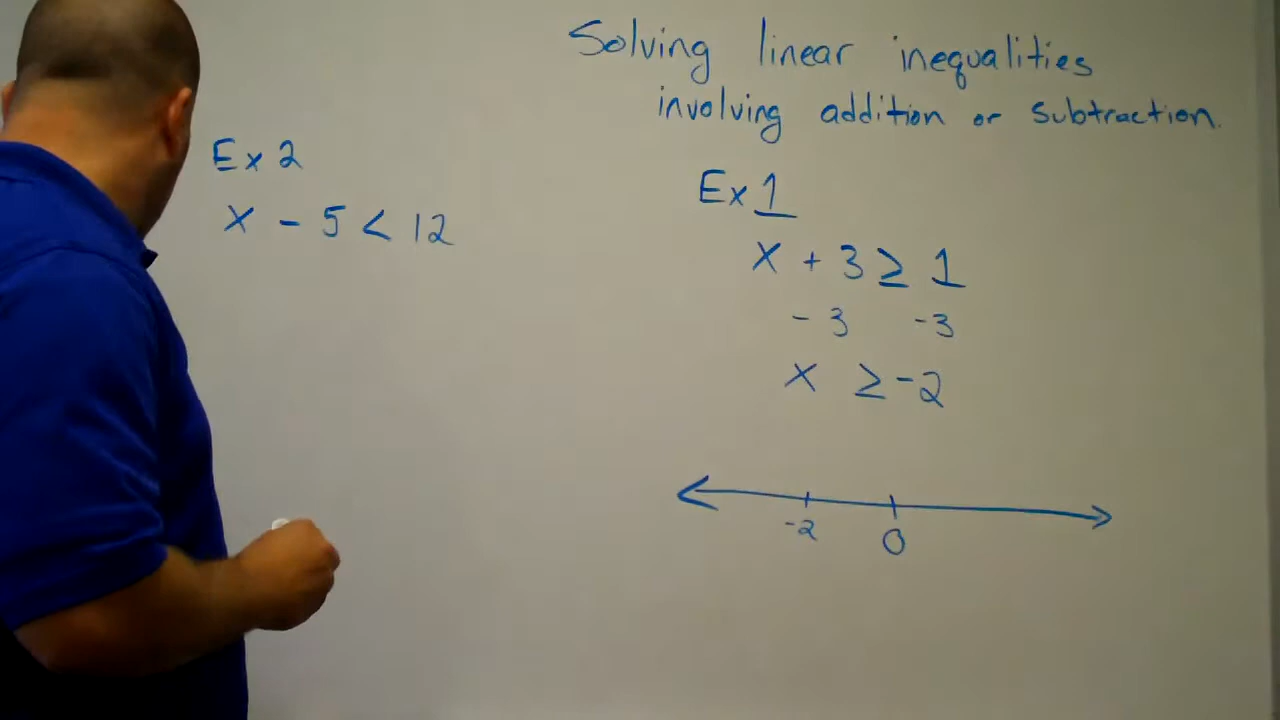 Solving linear inequalities
involving addition or subtraction.
Ex 1
x + 3 ≥ 1
- 3 -3
x ≥ -2
-2 0
Ex 2
x - 5 < 12